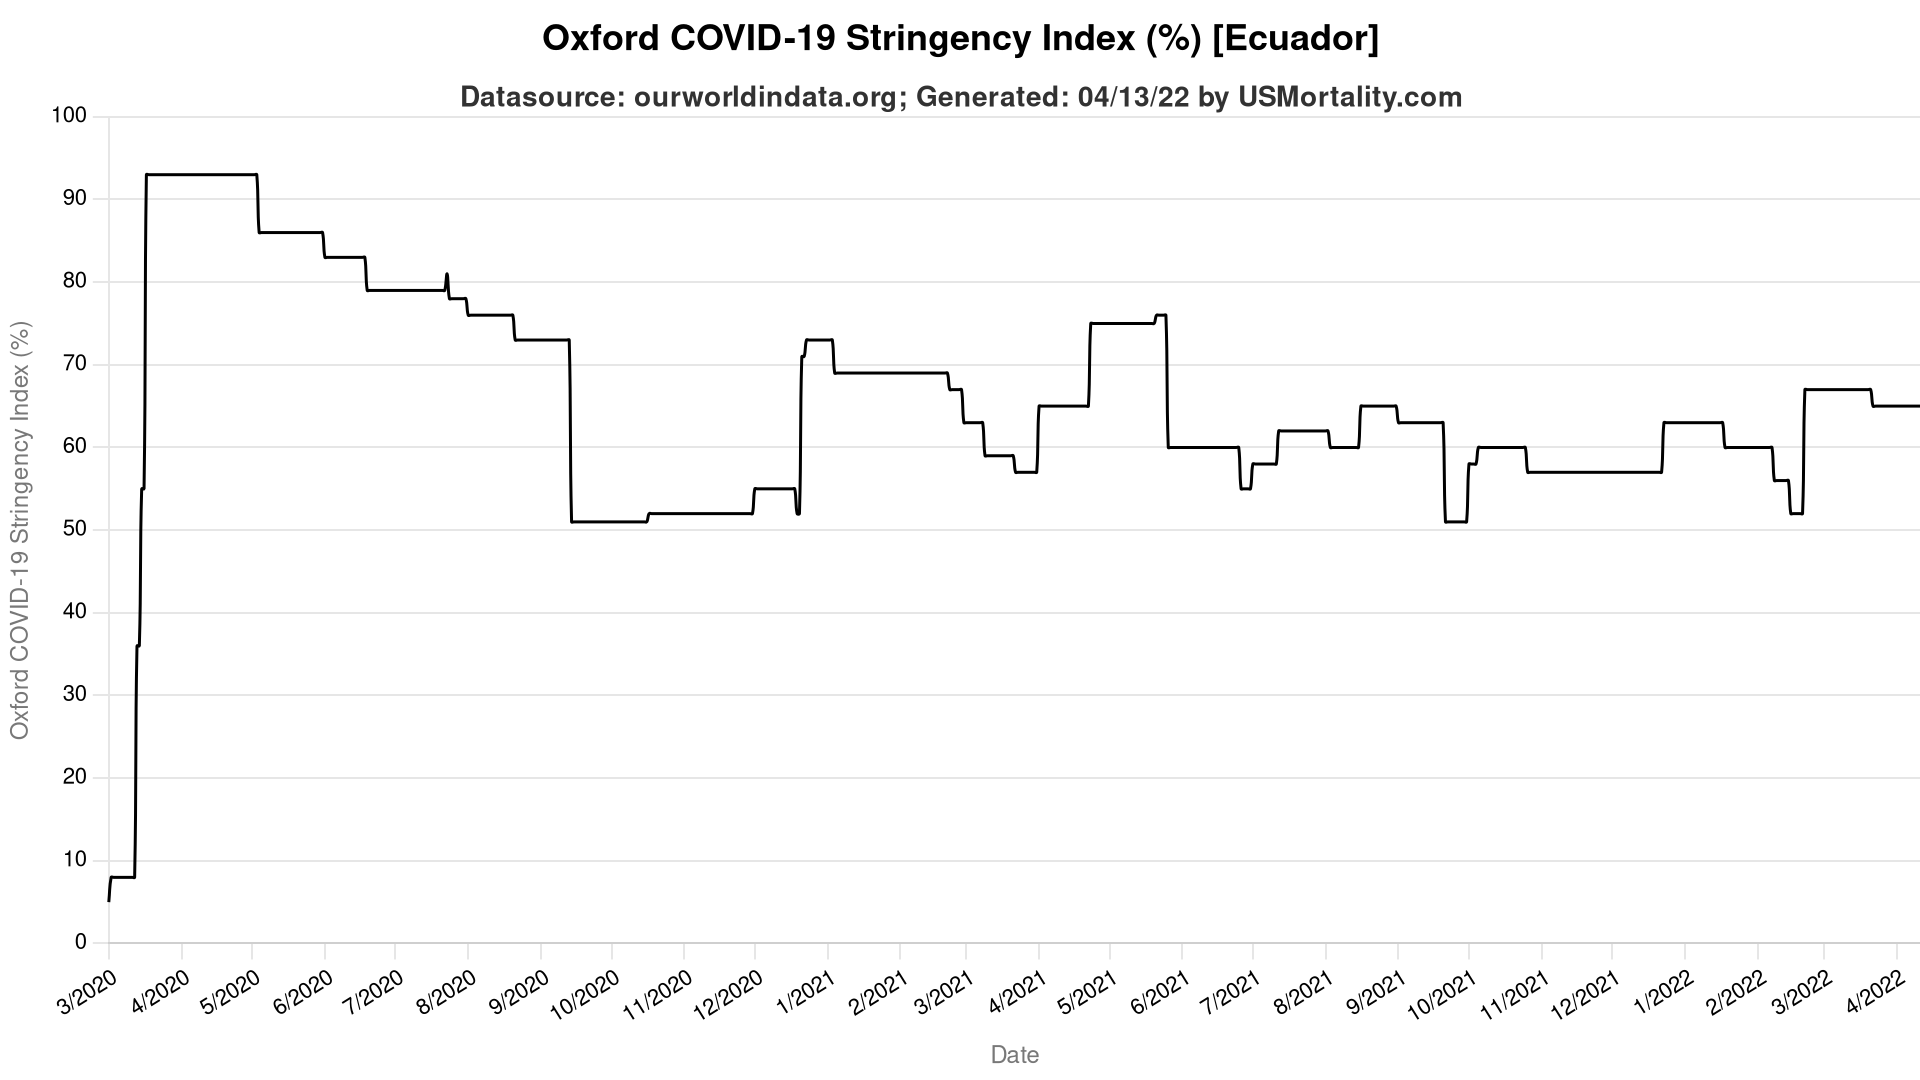 Oxford COVID-19 Stringency Index (%) [Ecuador]
Datasource: ourworldindata.org; Generated: 04/13/22 by USMortality.com
Oxford COVID-19 Stringency Index (%)
100
90
80
70
60
50
40
30
20
10
0
3/2020 4/2020 5/2020 6/2020 7/2020 8/2020 9/2020 10/2020 11/2020 12/2020 1/2021 2/2021 3/2021 4/2021 5/2021 6/2021 7/2021 8/2021 9/2021 10/2021 11/2021 12/2021 1/2022 2/2022 3/2022 4/2022
Date